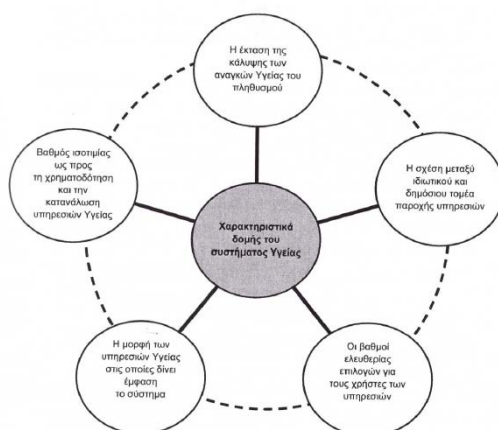 Η έκταση της
κάλυψης των
αναγκών Υγείας του
πληθυσμού
Βαθμός ισοτιμίας
ως προς
τη χρηματοδότηση
και την
κατανάλωση
υπηρεσιών Υγείας
Η σχέση μεταξύ
ιδιωτικού και
δημόσιου τομέα
παροχής υπηρεσιών
Χαρακτηριστικά
δομής του
συστήματος Υγείας
Η μορφή των
υπηρεσιών Υγείας
στις οποίες δίνει
έμφαση
το σύστημα
Οι βαθμοί
ελευθερίας
επιλογών για
τους χρήστες των
υπηρεσιών